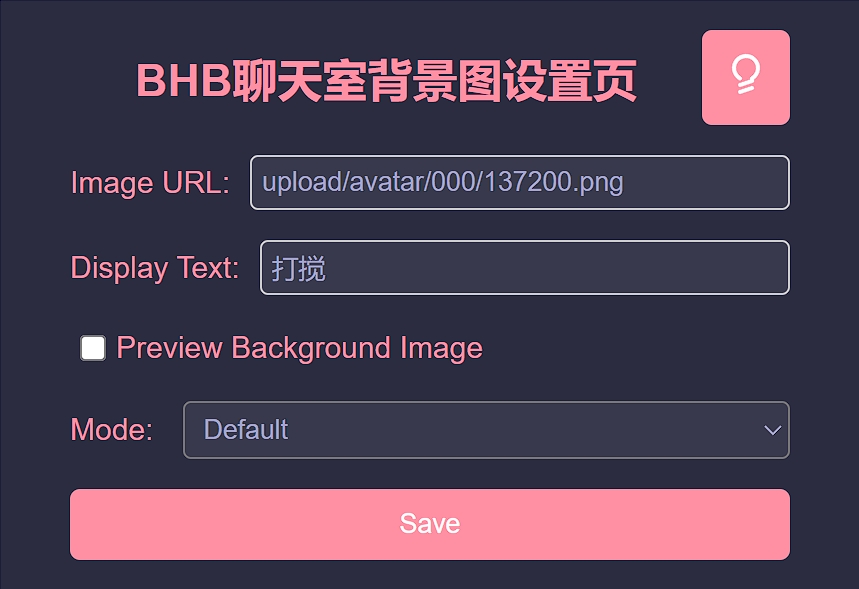 BHB聊天室背景图设置页
Image URL: upload/avatar/000/137200.png
Display Text: 打搅
Preview Background Image
Mode: Default
Save